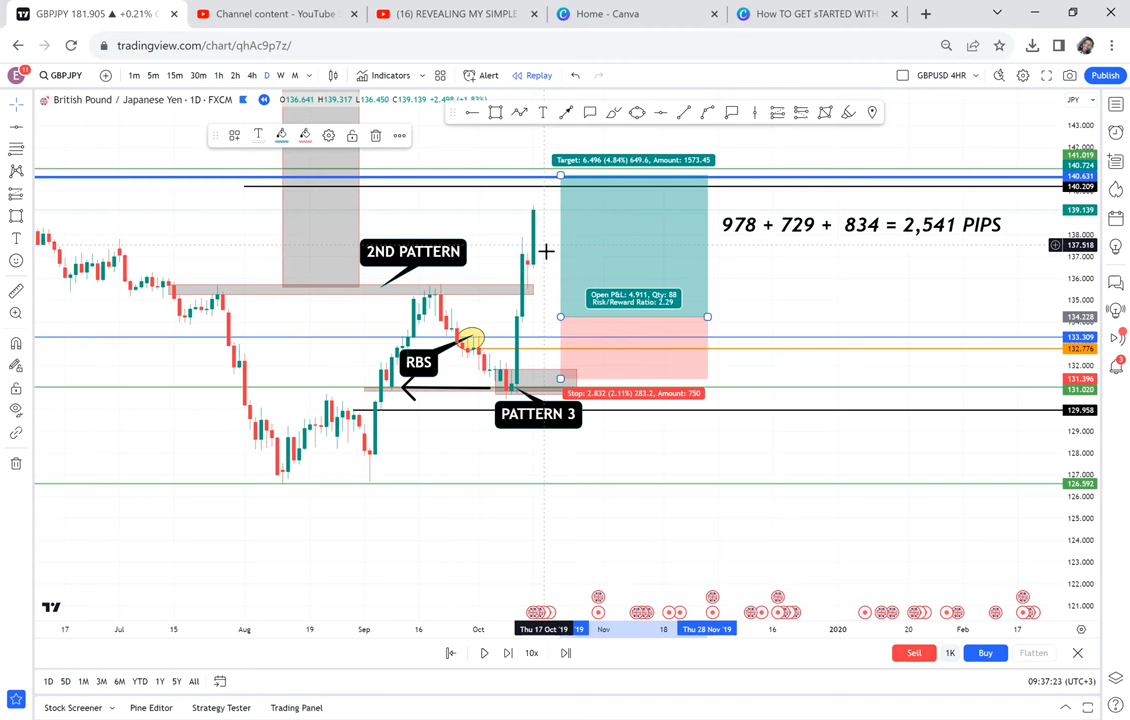 GBPJPY 181.905 ▲ +0.21% G
Channel content - YouTube
(16) REVEALING MY SIMPLE
Home - Canva
How TO GET sTARTED WITH
tradingview.com/chart/qhAc9p7z/
E
11
GBPJPY
1m 5m 15m 30m 1h 2h 4h D W M
Indicators
Alert
Replay
GBPUSD 4HR
Publish
British Pound / Japanese Yen · 1D · FXCM
O136.641 H139.317 L136.450 C139.139 +2.498 (+1.83%)
JPY
143.000
142.000
141.019
140.724
140.631
140.209
139.139
138.000
137.518
136.000
135.000
134.228
133.309
132.776
131.396
131.020
129.958
129.000
128.000
127.000
126.592
126.000
125.000
124.000
123.000
122.000
121.000
Target: 6.496 (4.84%) 649.6, Amount: 1573.45
978 + 729 + 834 = 2,541 PIPS
2ND PATTERN
Open P&L: 4.911, Qty: 88
Risk/Reward Ratio: 2.29
RBS
Stop: 2.832 (2.11%) 283.2, Amount: 750
PATTERN 3
17 Jul 15 Aug 19 Sep 16 Oct Thu 17 Oct '19 '19 Nov 18 Thu 28 Nov '19 16 2020 20 Feb 17
10x
Sell 1K Buy Flatten
1D 5D 1M 3M 6M YTD 1Y 5Y All
09:37:23 (UTC+3)
Stock Screener Pine Editor Strategy Tester Trading Panel
3